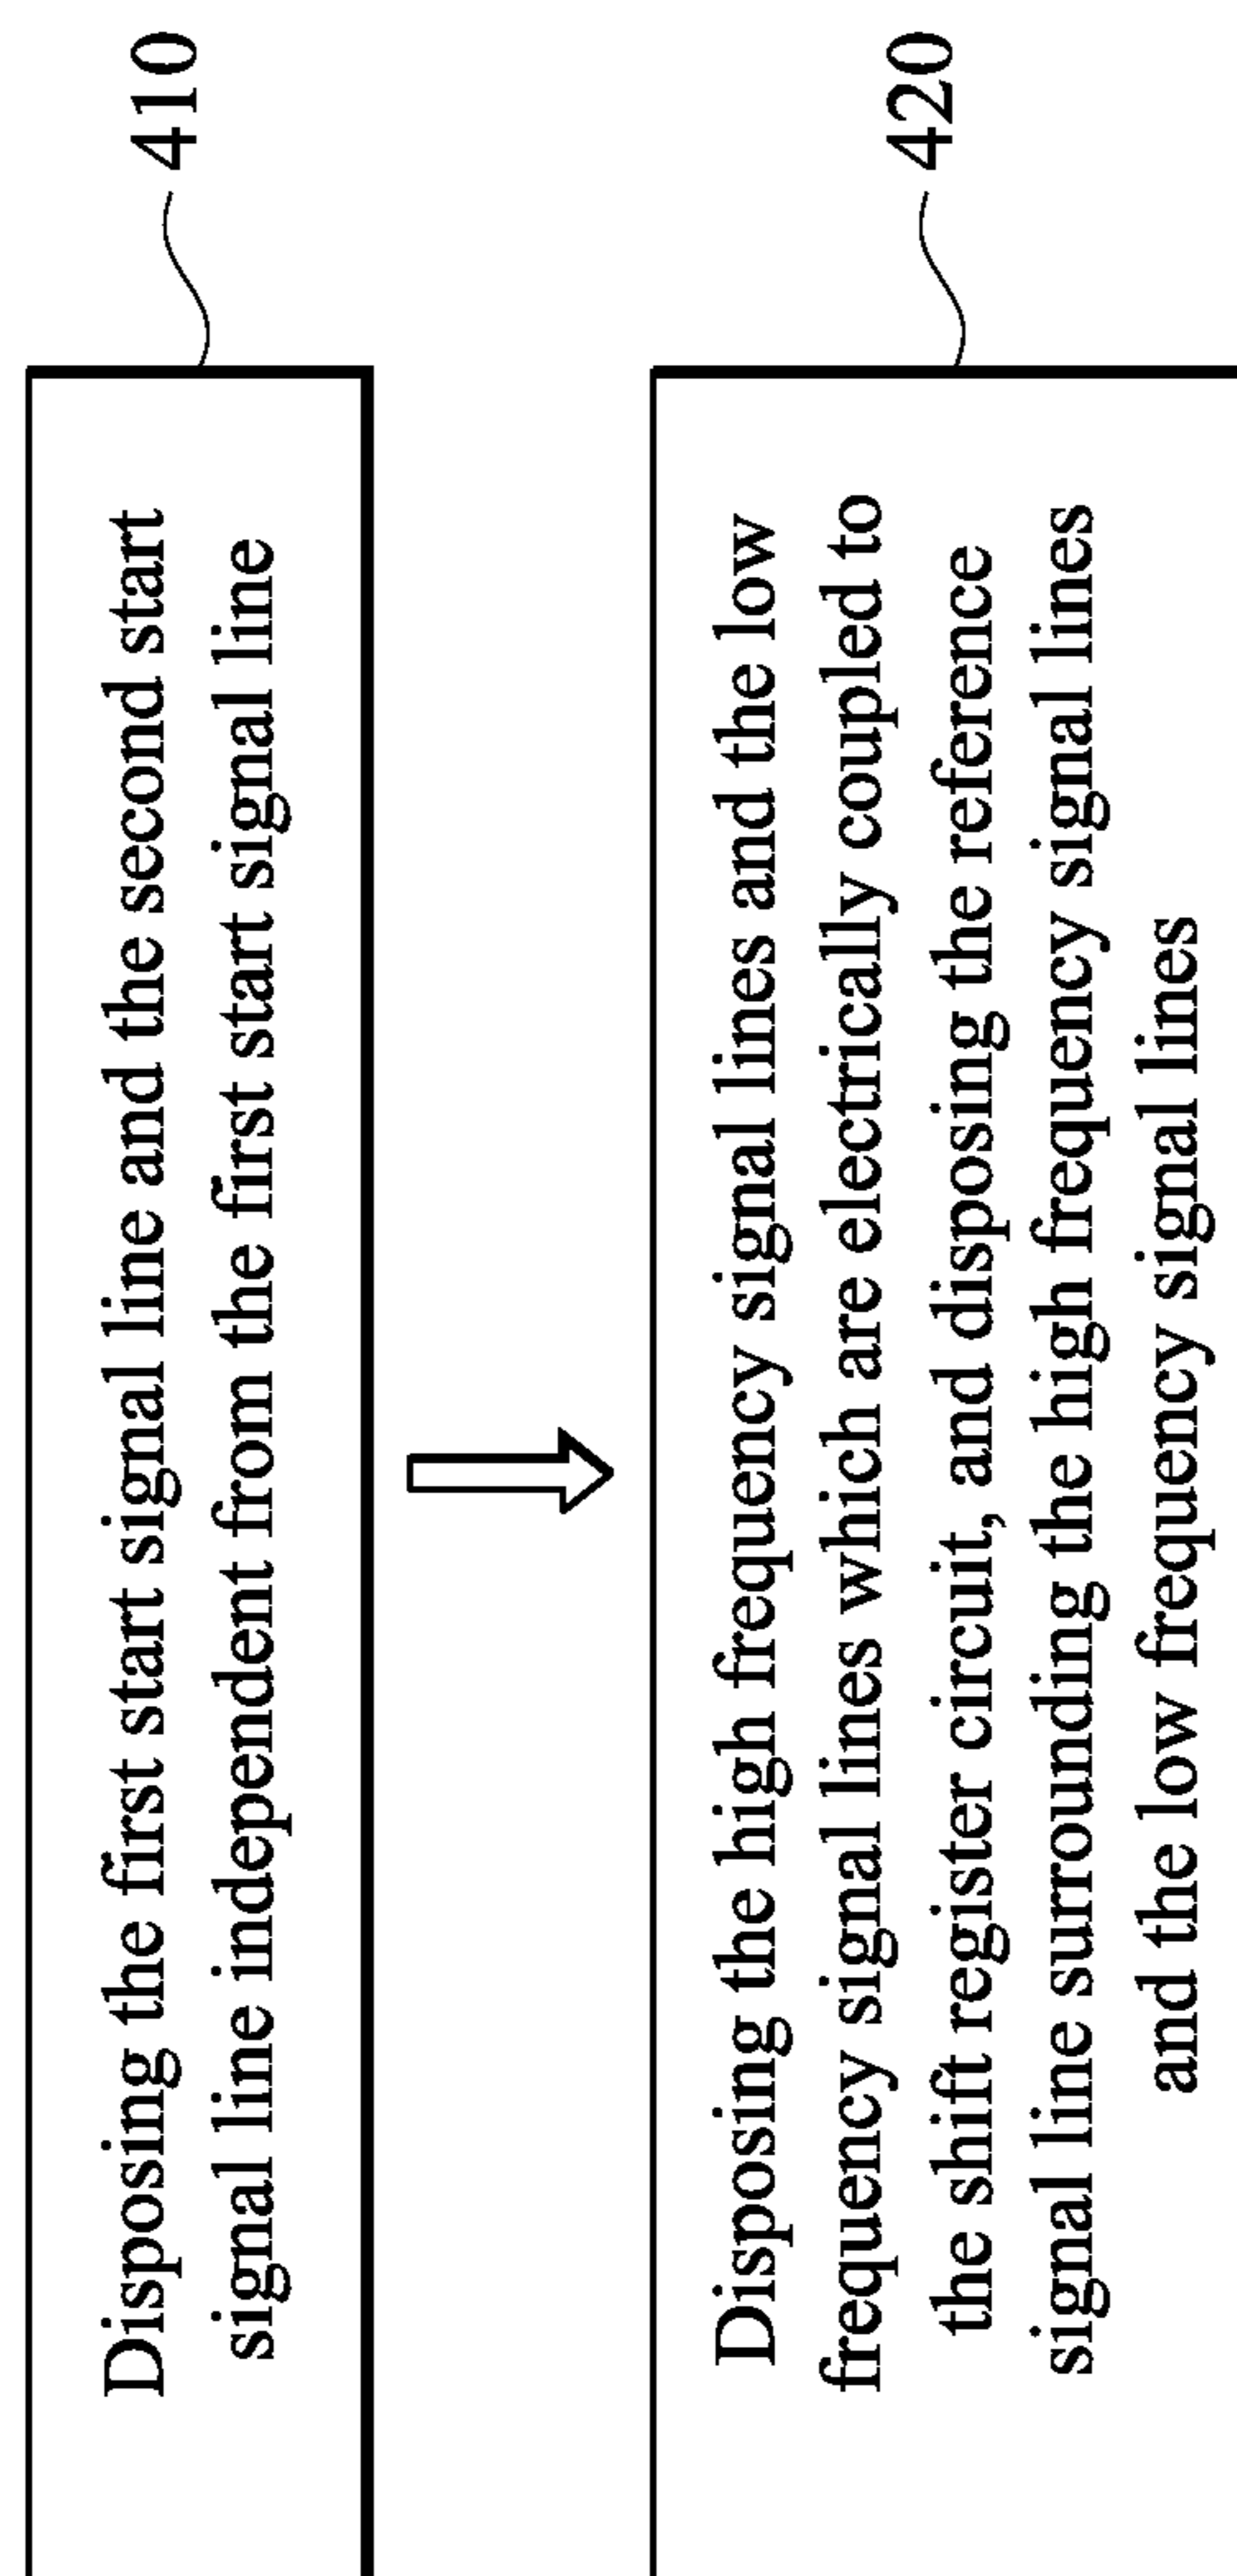 Disposing the first start signal line and the second start
signal line independent from the first start signal line
410
Disposing the high frequency signal lines and the low
frequency signal lines which are electrically coupled to
the shift register circuit, and disposing the reference
signal line surrounding the high frequency signal lines
and the low frequency signal lines
420